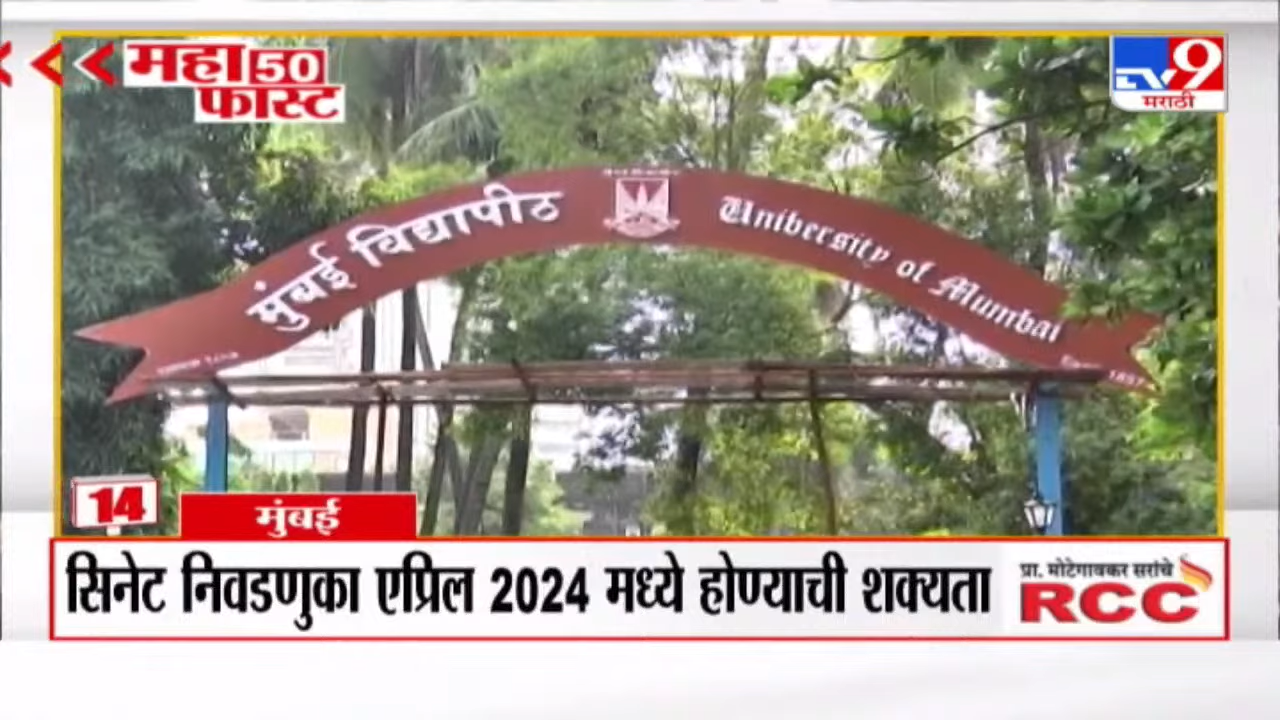 महा 50
फास्ट
TV9
मराठी
मुंबई विद्यापीठ
University of Mumbai
14
मुंबई
सिनेट निवडणुका एप्रिल 2024 मध्ये होण्याची शक्यता
प्रा. मोटेगावकर सरांचे
RCC